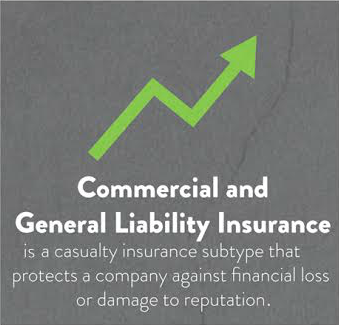 Commercial and
General Liability Insurance
is a casualty insurance subtype that
protects a company against financial loss
or damage to reputation.